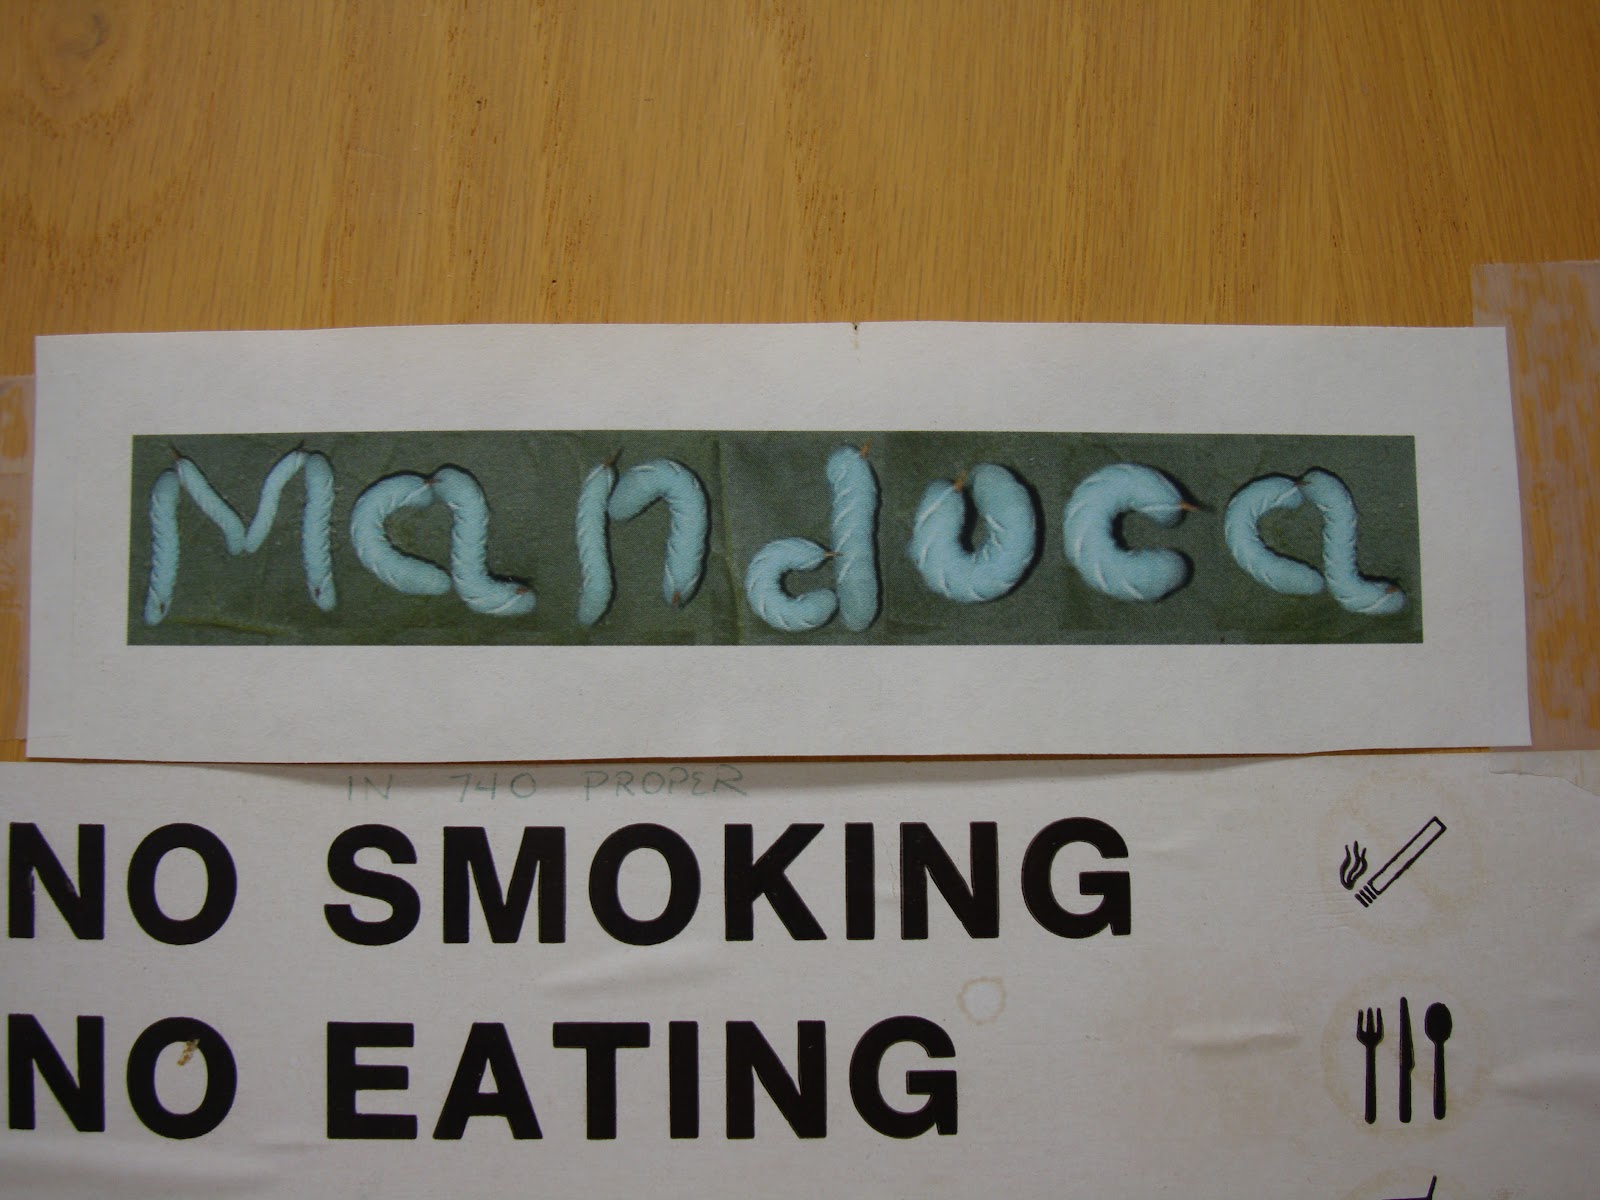 Manduca
IN 740 PROPER
NO SMOKING
NO EATING